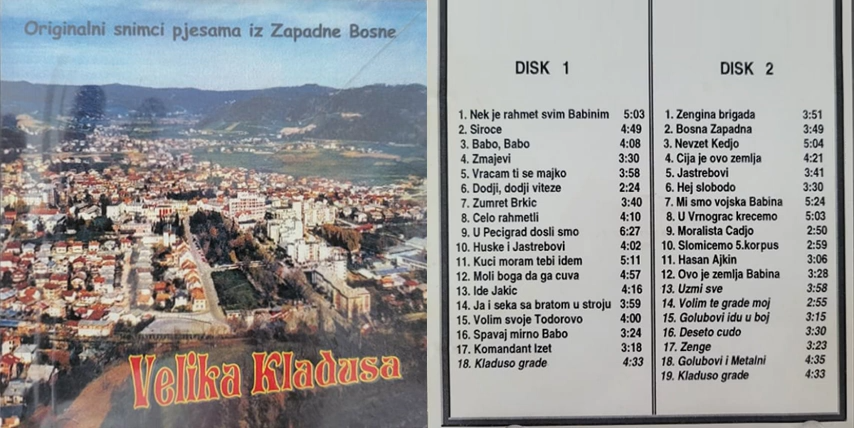 Originalni snimci pjesama iz Zapadne Bosne
Velika Kladusa
DISK 1
1. Nek je rahmet svim Babinim 5:03
2. Siroce 4:49
3. Babo, Babo 4:08
4. Zmajevi 3:30
5. Vracam ti se majko 3:58
6. Dodji, dodji viteze 2:24
7. Zumret Brkic 3:40
8. Celo rahmetli 4:10
9. U Pecigrad dosli smo 6:27
10. Huske i Jastrebovi 4:02
11. Kuci moram tebi idem 5:11
12. Moli boga da ga cuva 4:57
13. Ide Jakic 4:16
14. Ja i seka sa bratom u stroju 3:59
15. Volim svoje Todorovo 4:00
16. Spavaj mirno Babo 3:24
17. Komandant Izet 3:18
18. Kladuso grade 4:33
DISK 2
1. Zengina brigada 3:51
2. Bosna Zapadna 3:49
3. Nevzet Kedjo 5:04
4. Cija je ovo zemlja 4:21
5. Jastrebovi 3:41
6. Hej slobodo 3:30
7. Mi smo vojska Babina 5:24
8. U Vrnograc krecemo 5:03
9. Moralista Cadjo 2:50
10. Slomicemo 5.korpus 2:59
11. Hasan Ajkin 3:06
12. Ovo je zemlja Babina 3:28
13. Uzmi sve 3:58
14. Volim te grade moj 2:55
15. Golubovi idu u boj 3:15
16. Deseto cudo 3:30
17. Zenge 3:23
18. Golubovi i Metalni 4:35
19. Kladuso grade 4:33